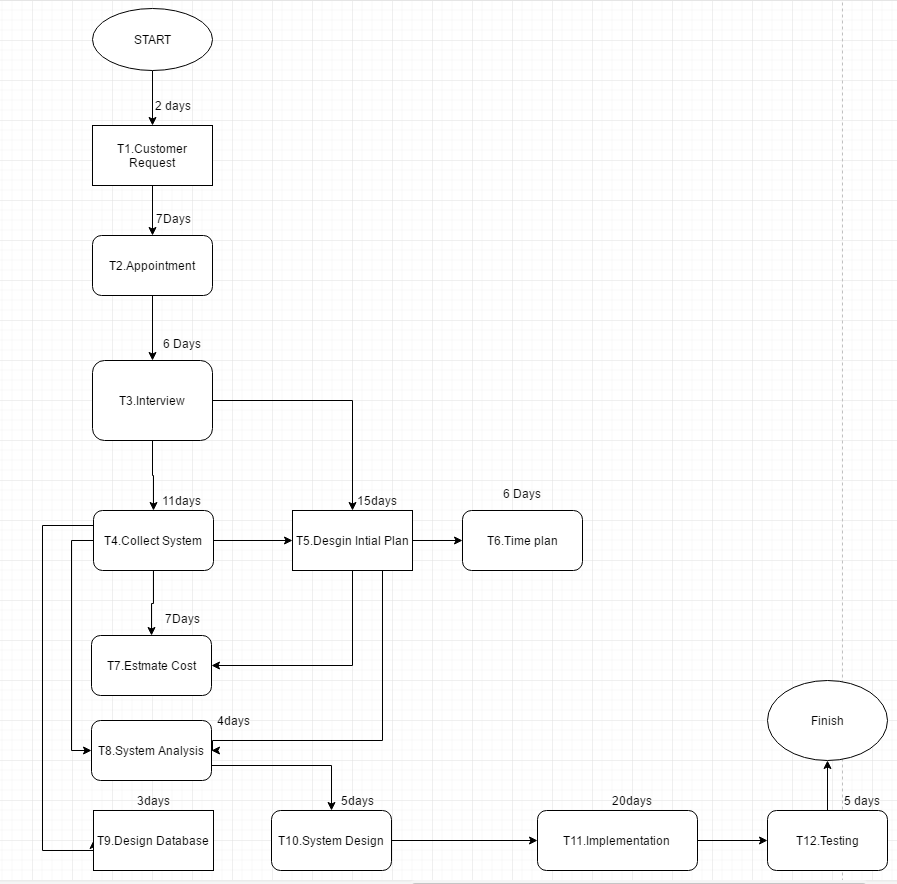 START
2 days
T1.Customer
Request
7Days
T2.Appointment
6 Days
T3.Interview
11days
15days
6 Days
T4.Collect System
T5.Desgin Intial Plan
T6.Time plan
7Days
T7.Estmate Cost
4days
T8.System Analysis
Finish
3days
5days
20days
5 days
T9.Design Database
T10.System Design
T11.Implementation
T12.Testing